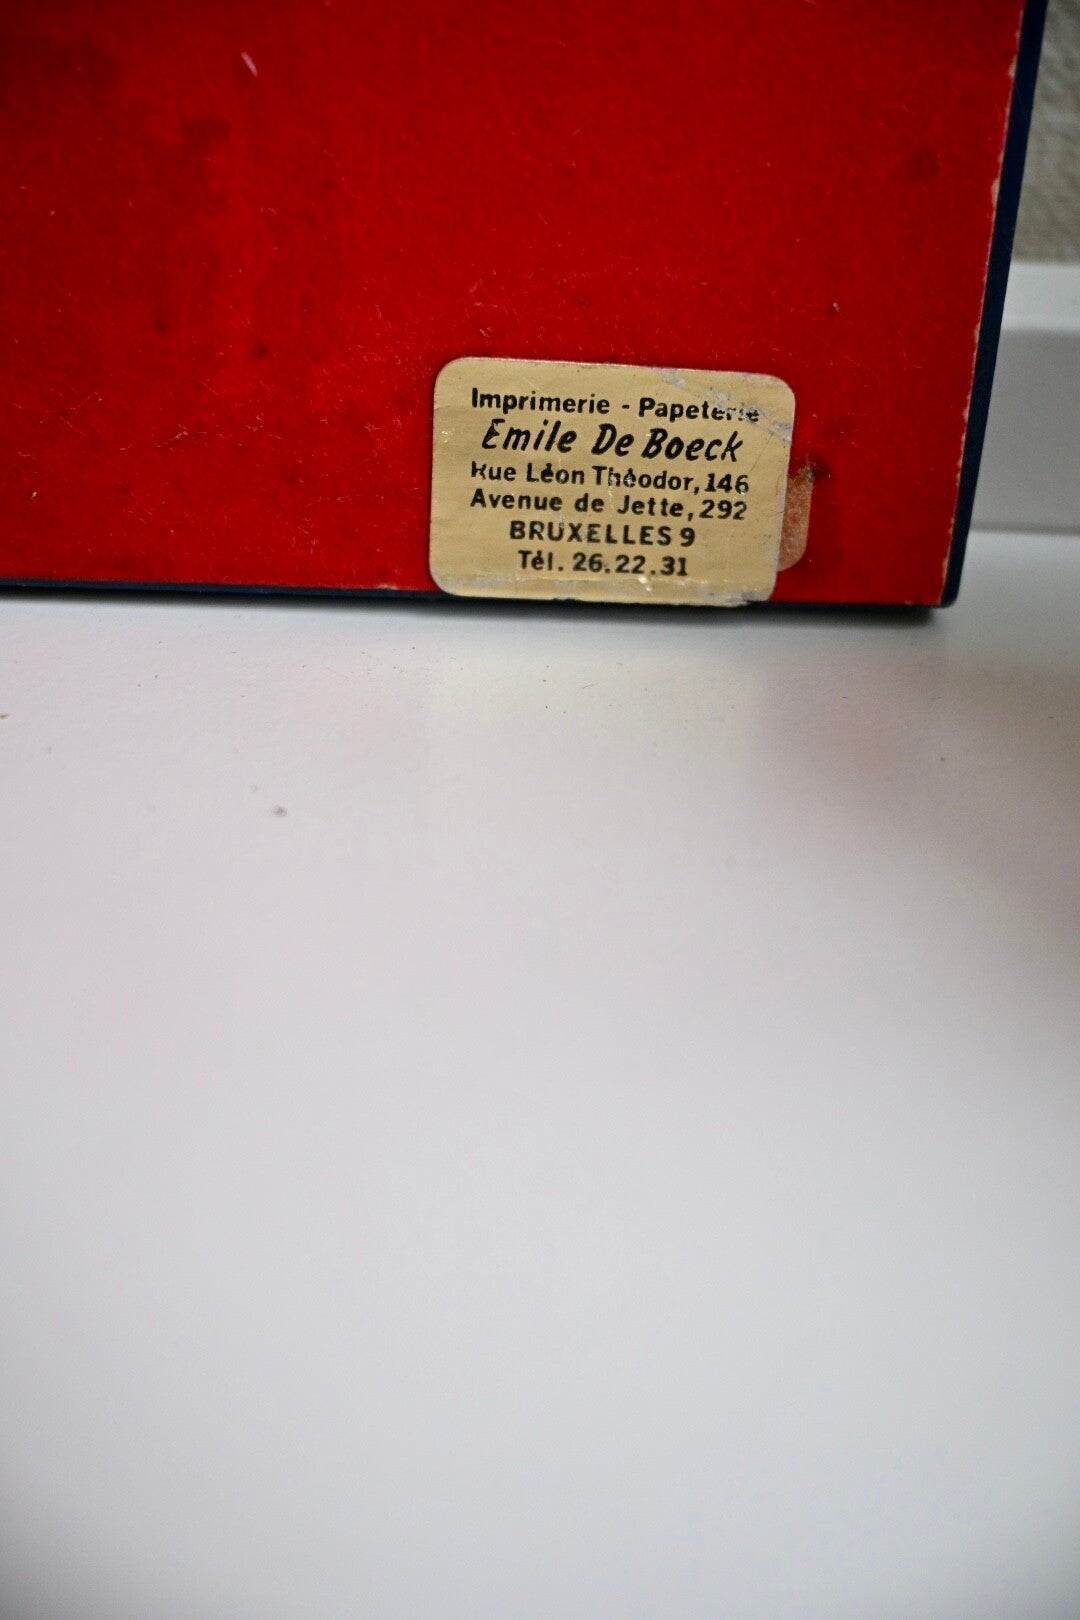 Imprimerie - Papeterie
Emile De Boeck
Rue Léon Théodor, 146
Avenue de Jette, 292
BRUXELLES 9
Tél. 26.22.31